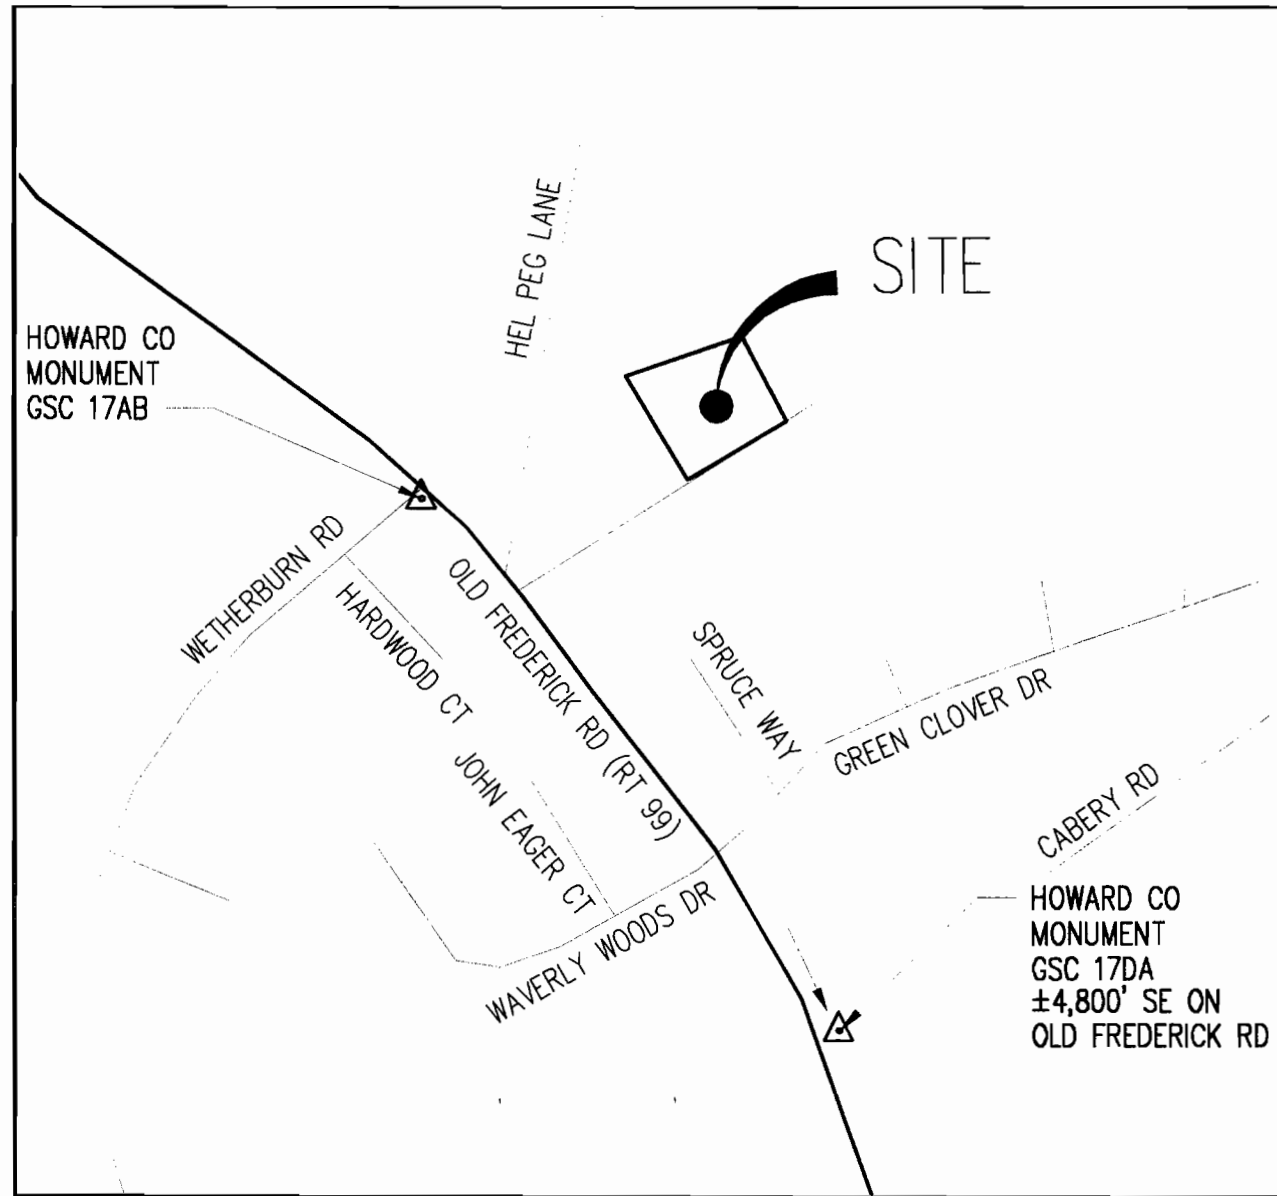 SITE
HEL PEG LANE
HOWARD CO
MONUMENT
GSC 17AB
WETHERBURN RD
HARDWOOD CT
OLD FREDERICK RD (RT 99)
SPRUCE WAY
GREEN CLOVER DR
JOHN EAGER CT
CABERY RD
WAVERLY WOODS DR
HOWARD CO
MONUMENT
GSC 17DA
±4,800' SE ON
OLD FREDERICK RD